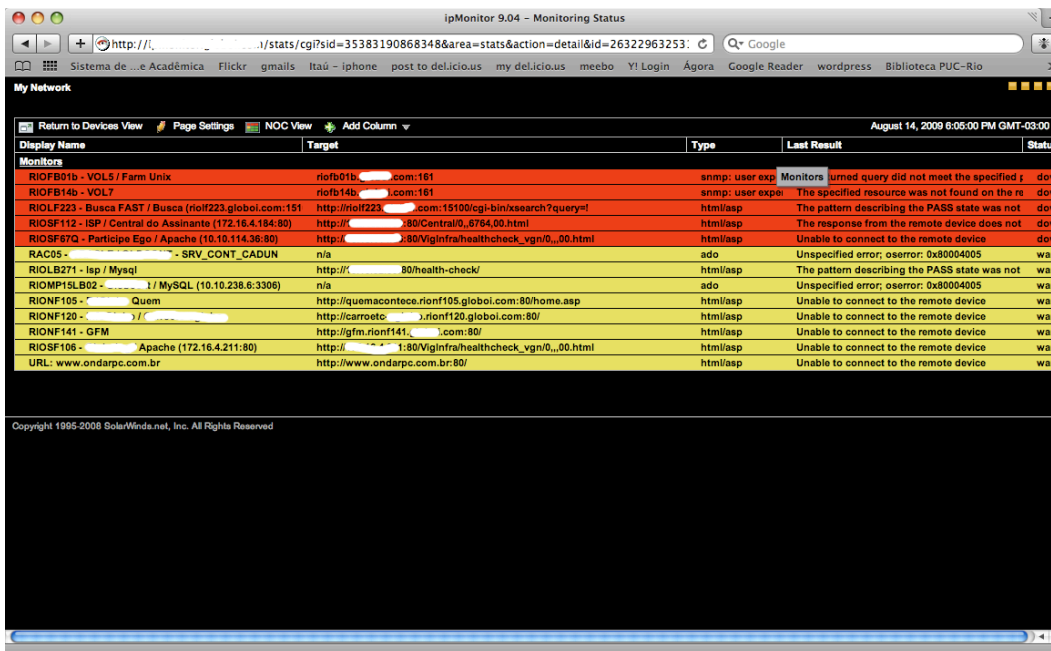 ipMonitor 9.04 – Monitoring Status
http:// /stats/cgi?sid=35383190868348&area=stats&action=detail&id=26322963253 Google
Sistema de ...e Acadêmica Flickr gmails Itaú - iphone post to del.icio.us my del.icio.us meebo Y! Login Ágora Google Reader wordpress Biblioteca PUC-Rio
My Network
Return to Devices View Page Settings NOC View Add Column August 14, 2009 6:05:00 PM GMT-03:00
Display Name Target Type Last Result Statu
Monitors
RIOFB01b - VOL5 / Farm Unix riofb01b. .com:161 snmp: user exp Monitors urned query did not meet the specified p do
RIOFB14b - VOL7 riofb14b. .com:161 snmp: user exper The specified resource was not found on the re do
RIOLF223 - Busca FAST / Busca (riolf223.globoi.com:151 http://riolf223. .com:15100/cgi-bin/xsearch?query=f The pattern describing the PASS state was not do
RIOSF112 - ISP / Central do Assinante (172.16.4.184:80) http:// :80/Central/0,,6764,00.html html/asp The response from the remote device does not do
RIOSF67Q - Participe Ego / Apache (10.10.114.36:80) http:// :80/VigInfra/healthcheck_vgn/0,,,00.html html/asp Unable to connect to the remote device do
RAC05 - - SRV_CONT_CADUN n/a ado Unspecified error; oserror: 0x80004005 wa
RIOLB271 - Isp / Mysql http:// 80/health-check/ html/asp The pattern describing the PASS state was not wa
RIOMP15LB02 - / MySQL (10.10.238.6:3306) n/a ado Unspecified error; oserror: 0x80004005 wa
RIONF105 - Quem http://quemacontece.rionf105.globoi.com:80/home.asp html/asp Unable to connect to the remote device wa
RIONF120 - / http://carroetc .rionf120.globoi.com:80/ html/asp Unable to connect to the remote device wa
RIONF141 - GFM http://gfm.rionf141. .com:80/ html/asp Unable to connect to the remote device wa
RIOSF106 - Apache (172.16.4.211:80) http:// 1:80/VigInfra/healthcheck_vgn/0,,,00.html html/asp Unable to connect to the remote device wa
URL: www.ondarpc.com.br http://www.ondarpc.com.br:80/ html/asp Unable to connect to the remote device wa
Copyright 1995-2008 SolarWinds.net, Inc. All Rights Reserved